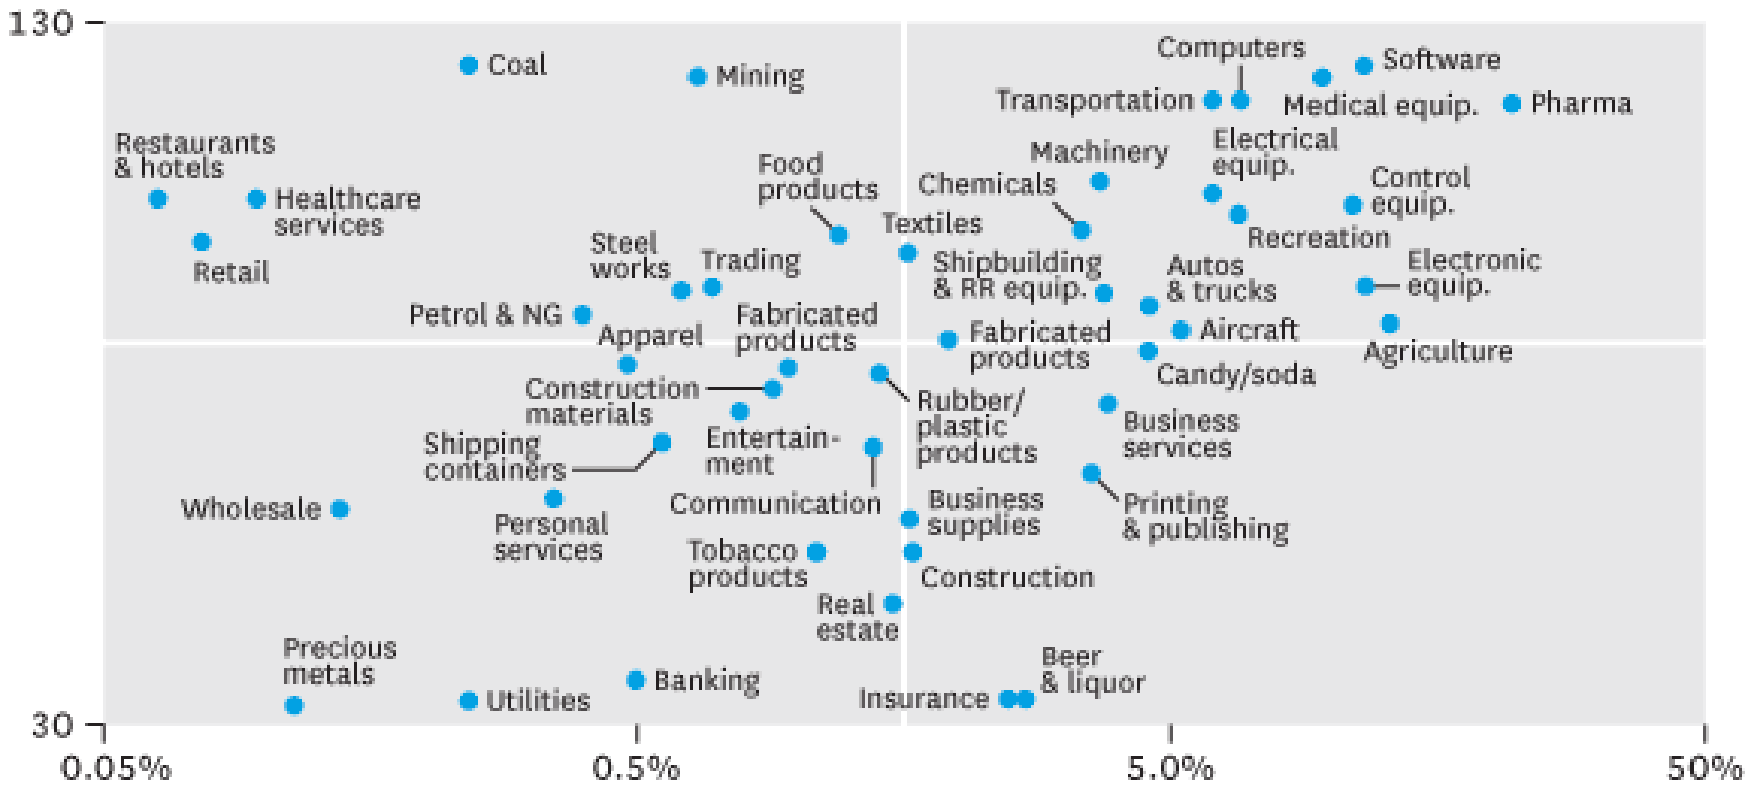 130
Coal
Mining
Computers
Software
Transportation
Medical equip.
Pharma
Restaurants
& hotels
Healthcare
services
Retail
Food
products
Machinery
Electrical
equip.
Chemicals
Control
equip.
Textiles
Recreation
Steel
works
Trading
Shipbuilding
& RR equip.
Autos
& trucks
Electronic
equip.
Petrol & NG
Apparel
Fabricated
products
Fabricated
products
Aircraft
Agriculture
Candy/soda
Construction
materials
Rubber/
plastic
products
Business
services
Shipping
containers
Entertain-
ment
Wholesale
Personal
services
Communication
Business
supplies
Printing
& publishing
Tobacco
products
Construction
Real
estate
Precious
metals
Utilities
Banking
Insurance
Beer
& liquor
30
0.05%
0.5%
5.0%
50%